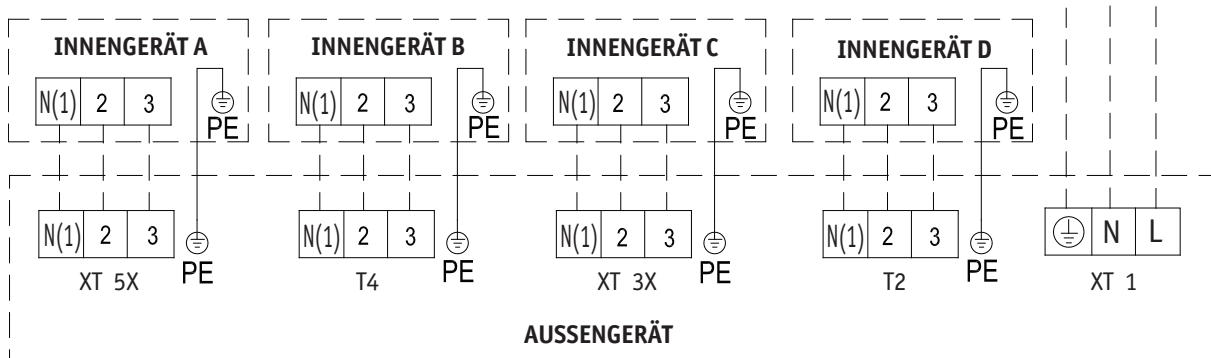 INNENGERÄT A INNENGERÄT B INNENGERÄT C INNENGERÄT D
N(1) 2 3 PE N(1) 2 3 PE N(1) 2 3 PE N(1) 2 3 PE
N(1) 2 3 PE N(1) 2 3 PE N(1) 2 3 PE N(1) 2 3 PE N L
XT 5X T4 XT 3X T2 XT 1
AUSSENGERÄT